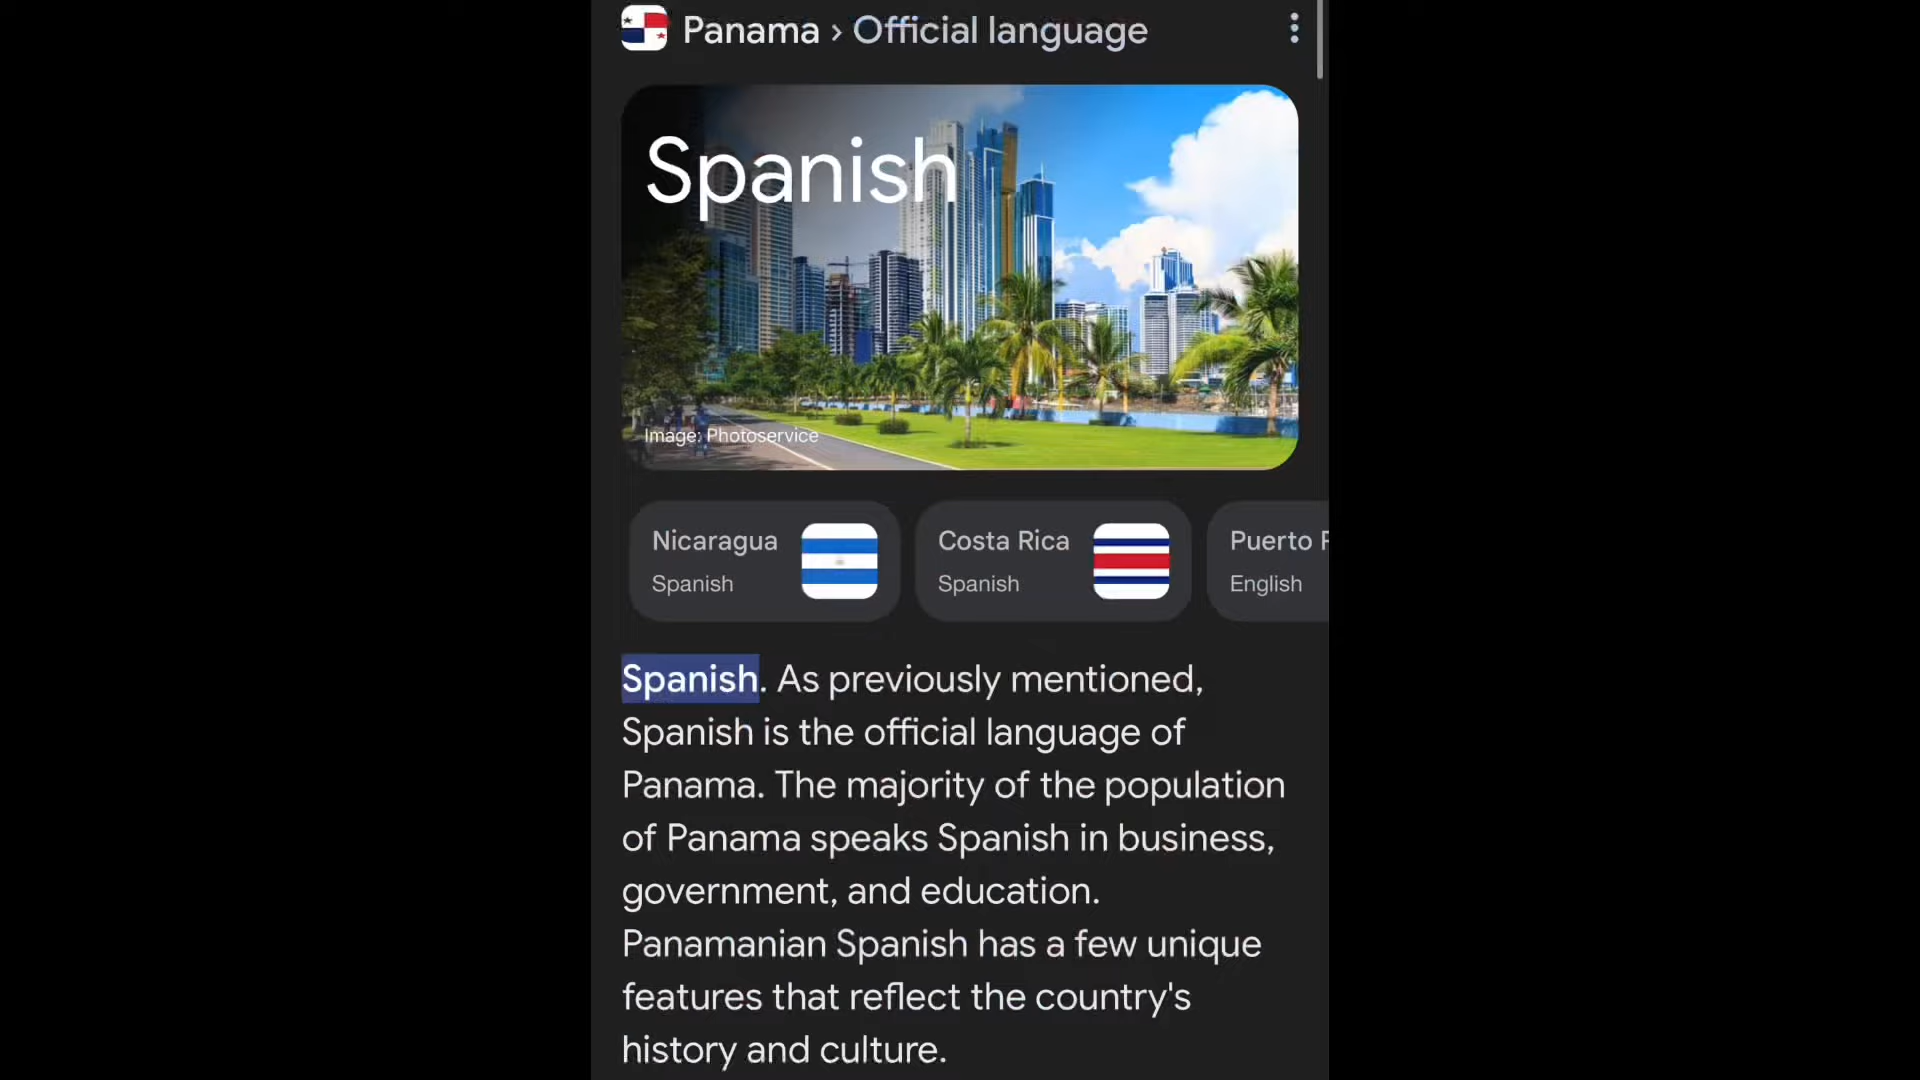 Panama › Official language
Spanish
Image: Photoservice
Nicaragua
Spanish
Costa Rica
Spanish
Puerto
English
Spanish. As previously mentioned,
Spanish is the official language of
Panama. The majority of the population
of Panama speaks Spanish in business,
government, and education.
Panamanian Spanish has a few unique
features that reflect the country's
history and culture.